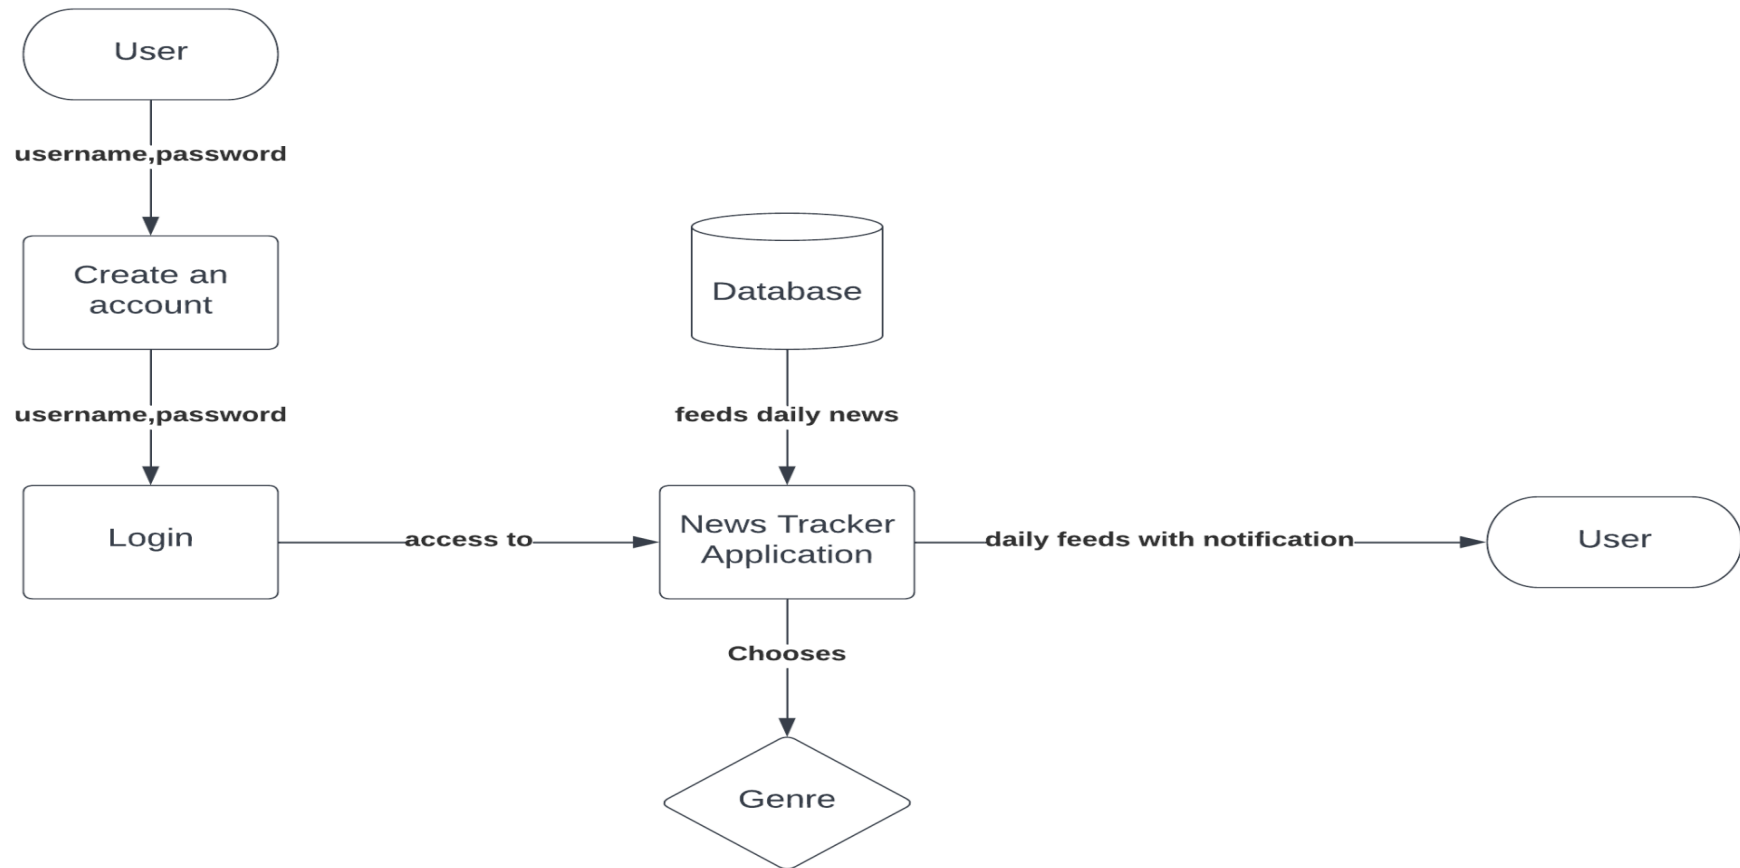 User
username,password
Create an
account
username,password
Login
access to
Database
feeds daily news
News Tracker
Application
daily feeds with notification
User
Chooses
Genre